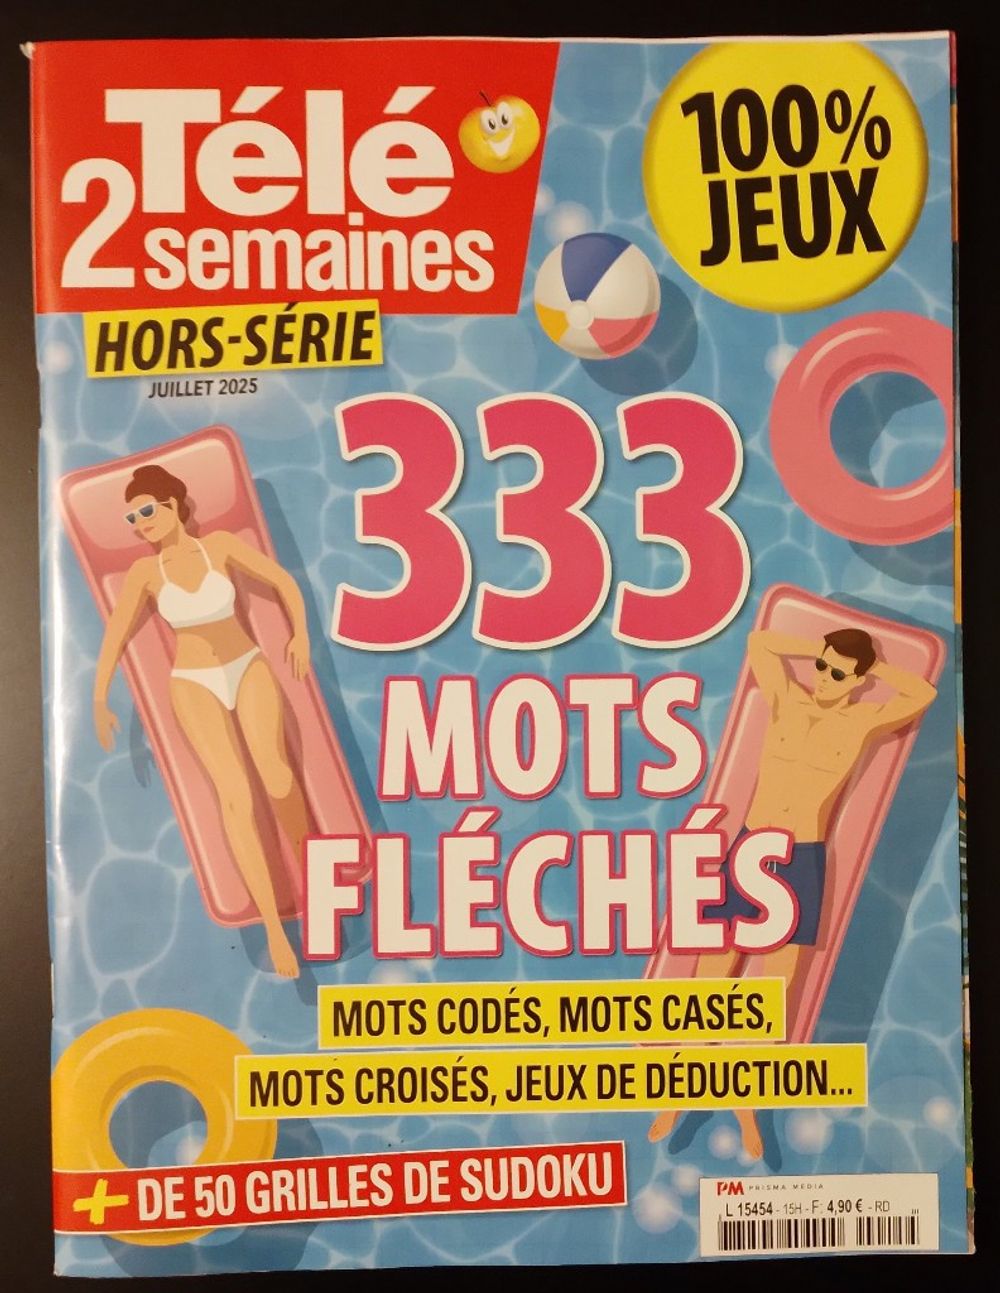 Télé
2 semaines
100%
JEUX
HORS-SÉRIE
JUILLET 2025
333
MOTS
FLÉCHÉS
MOTS CODÉS, MOTS CASÉS,
MOTS CROISÉS, JEUX DE DÉDUCTION...
+ DE 50 GRILLES DE SUDOKU
PM PRISMA MEDIA
L 15454 - 15H - F: 4,90 € - RD